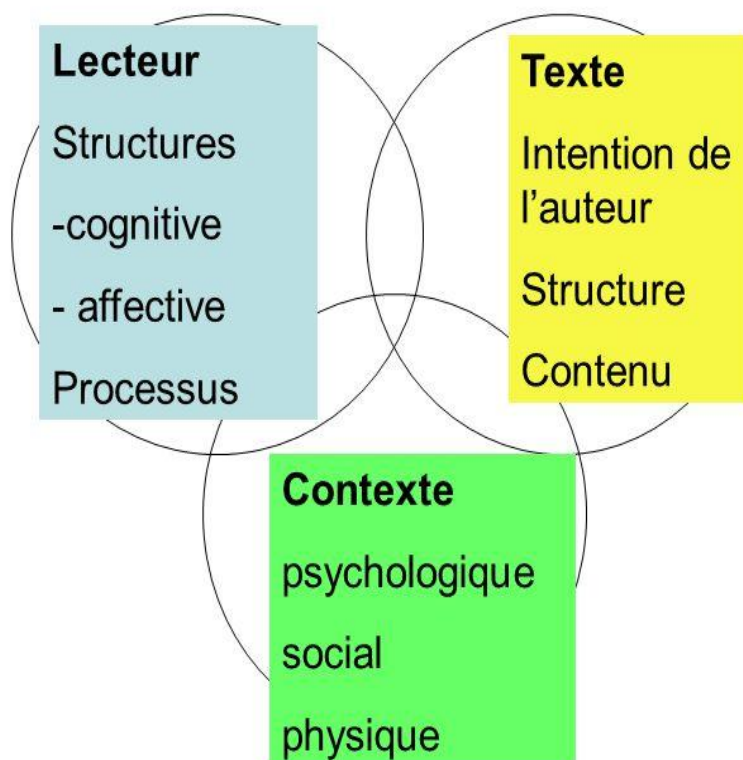 Lecteur
Structures
-cognitive
- affective
Processus
Texte
Intention de
l'auteur
Structure
Contenu
Contexte
psychologique
social
physique